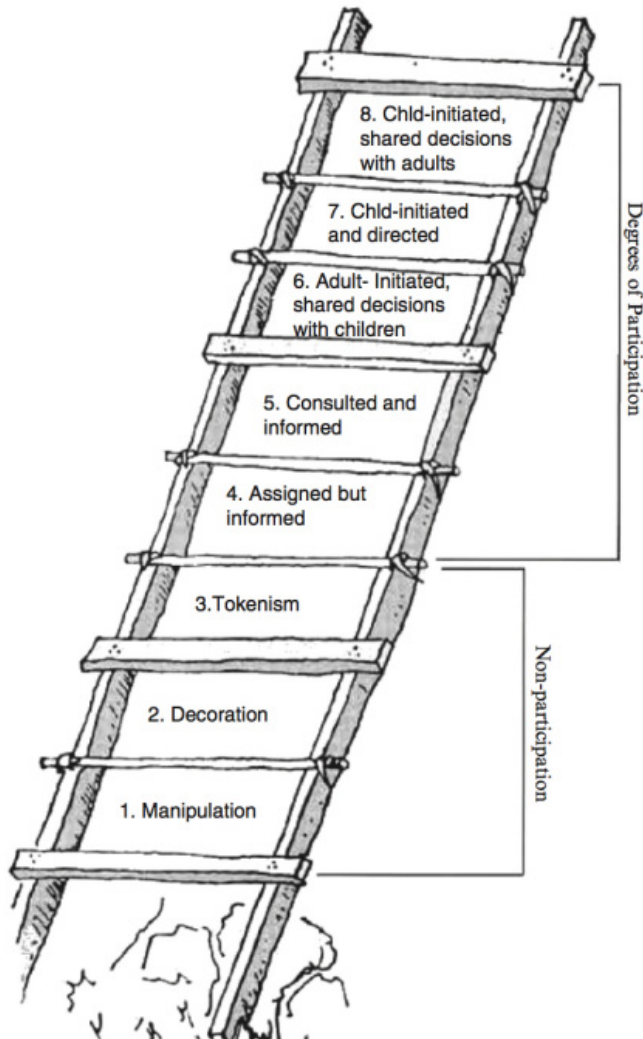 8. Chld-initiated,
shared decisions
with adults
7. Chld-initiated
and directed
6. Adult- Initiated,
shared decisions
with children
5. Consulted and
informed
4. Assigned but
informed
3.Tokenism
2. Decoration
1. Manipulation
Degrees of Participation
Non-participation